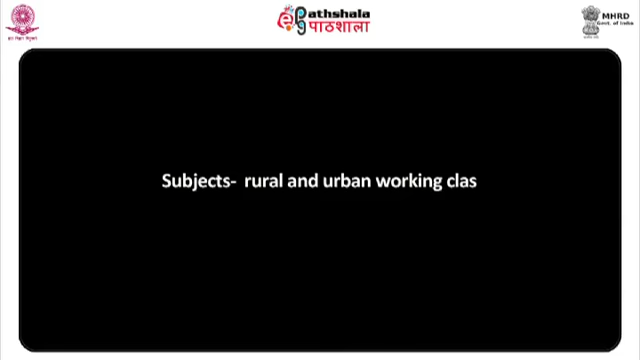 Pathshala
पाठशाला
MHRD
Govt. of India
Subjects- rural and urban working clas